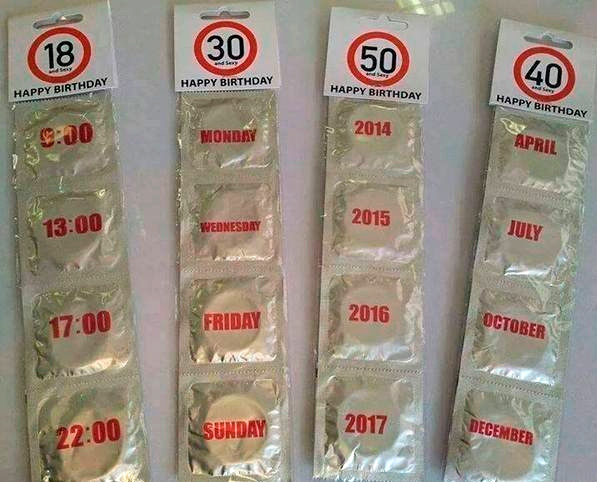 18
and Sexy
HAPPY BIRTHDAY
9:00
13:00
17:00
22:00
30
and Sexy
HAPPY BIRTHDAY
MONDAY
WEDNESDAY
FRIDAY
SUNDAY
50
and Sexy
HAPPY BIRTHDAY
2014
2015
2016
2017
40
and Sexy
HAPPY BIRTHDAY
APRIL
JULY
OCTOBER
DECEMBER